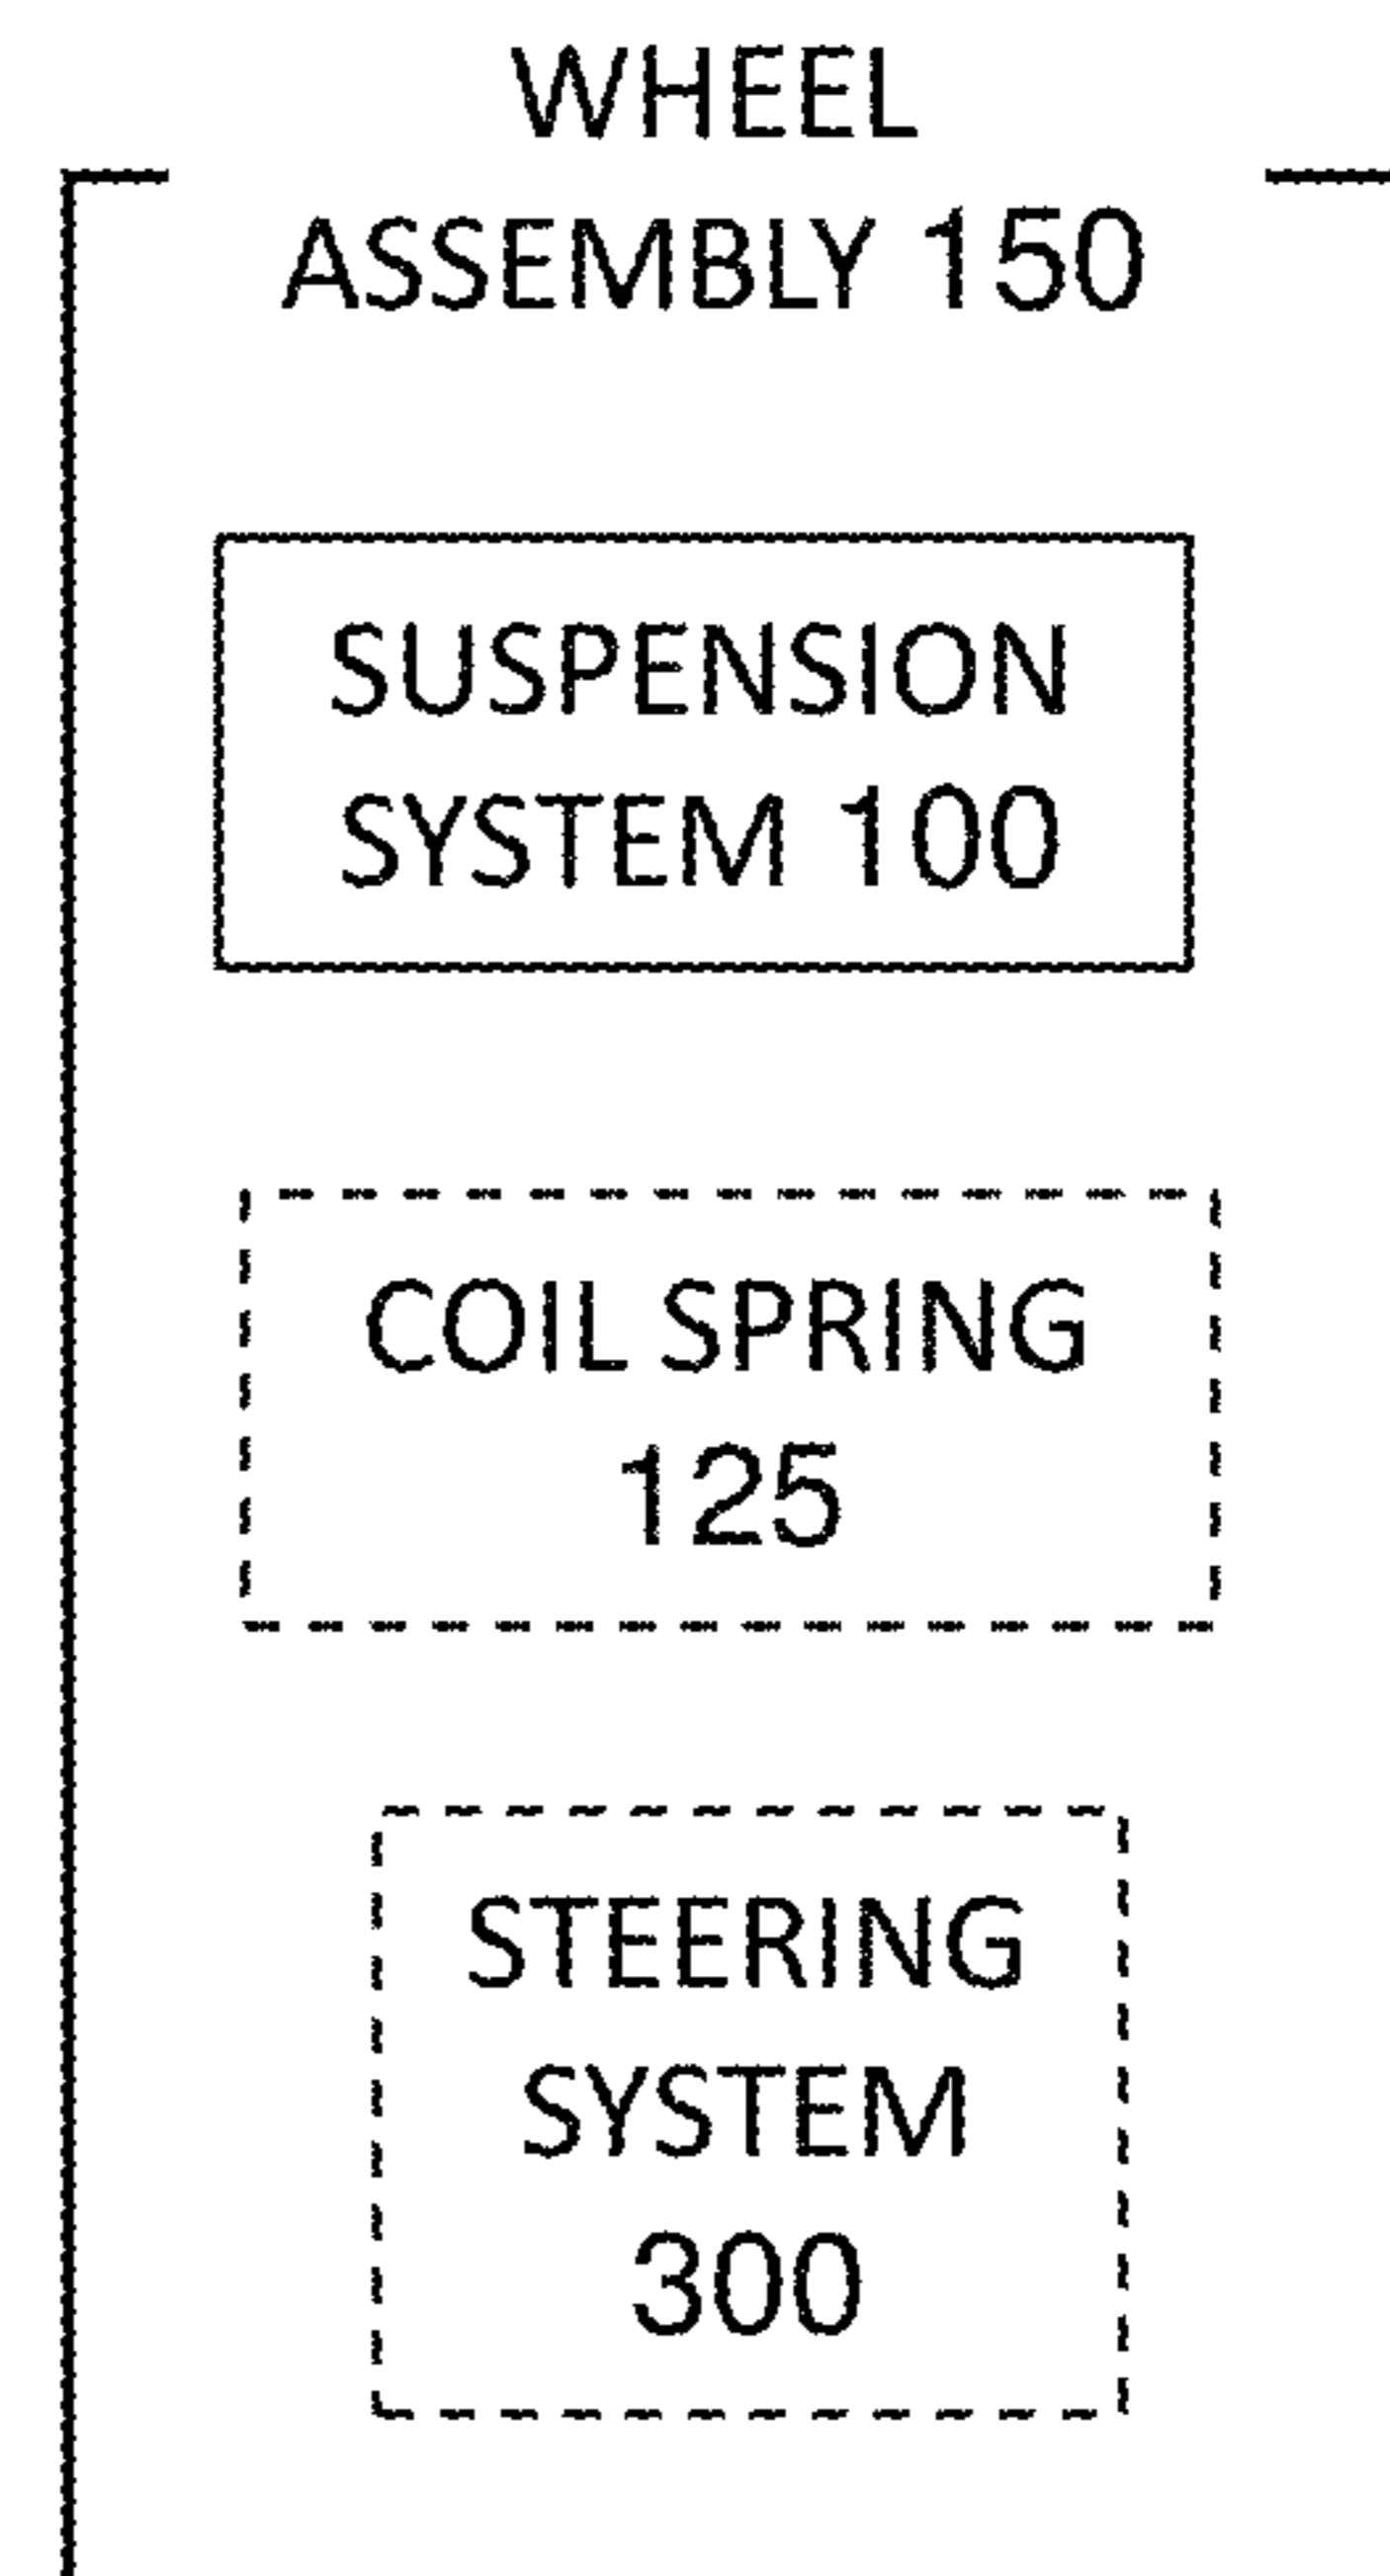 WHEEL
ASSEMBLY 150
SUSPENSION
SYSTEM 100
COIL SPRING
125
STEERING
SYSTEM
300